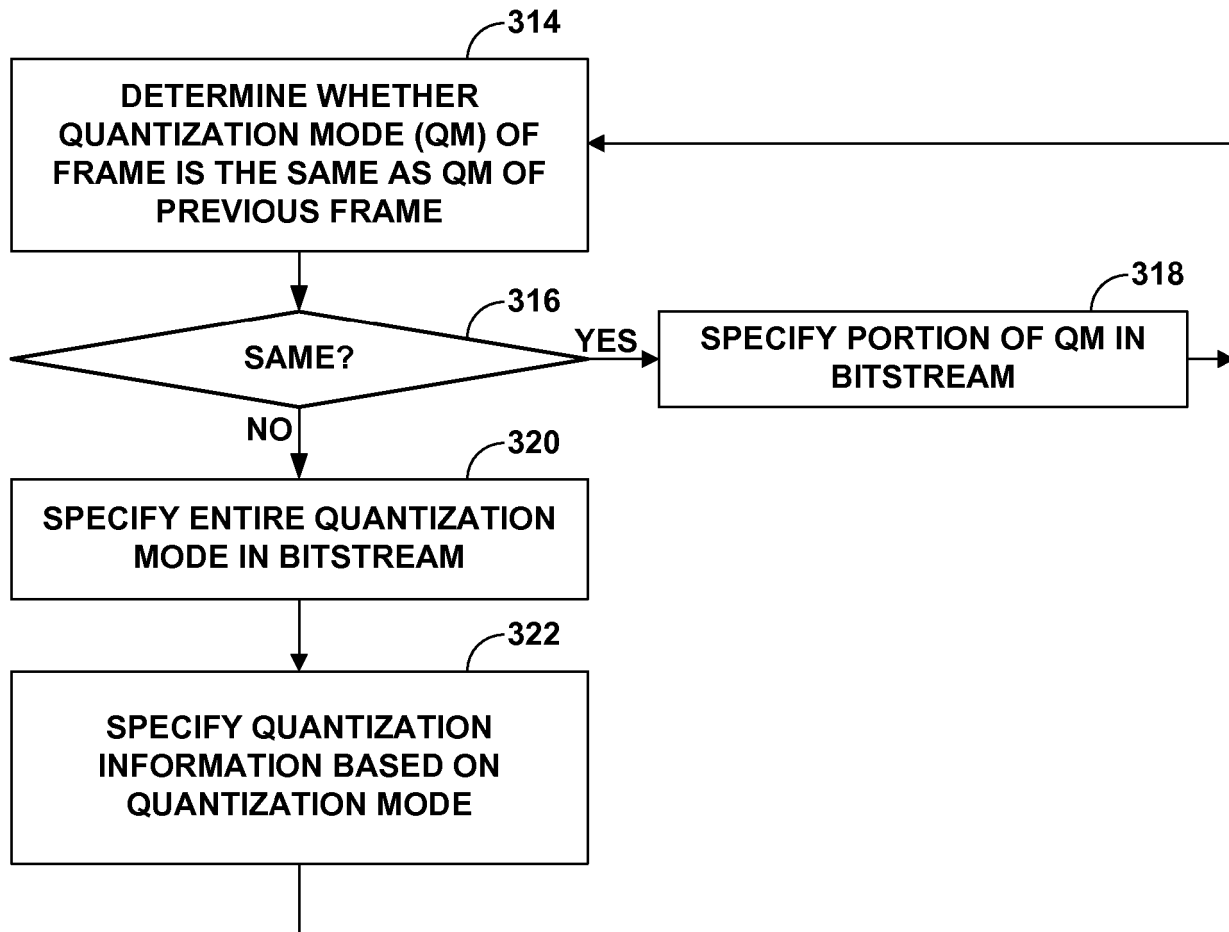 314
DETERMINE WHETHER
QUANTIZATION MODE (QM) OF
FRAME IS THE SAME AS QM OF
PREVIOUS FRAME
316
SAME?
YES
318
SPECIFY PORTION OF QM IN
BITSTREAM
NO
320
SPECIFY ENTIRE QUANTIZATION
MODE IN BITSTREAM
322
SPECIFY QUANTIZATION
INFORMATION BASED ON
QUANTIZATION MODE